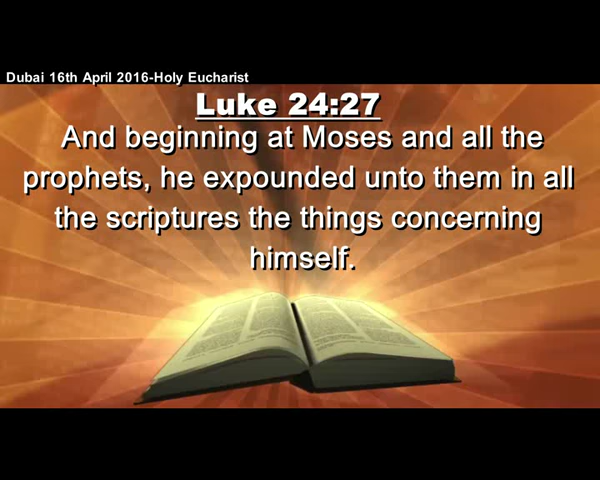 Dubai 16th April 2016-Holy Eucharist
Luke 24:27
And beginning at Moses and all the
prophets, he expounded unto them in all
the scriptures the things concerning
himself.